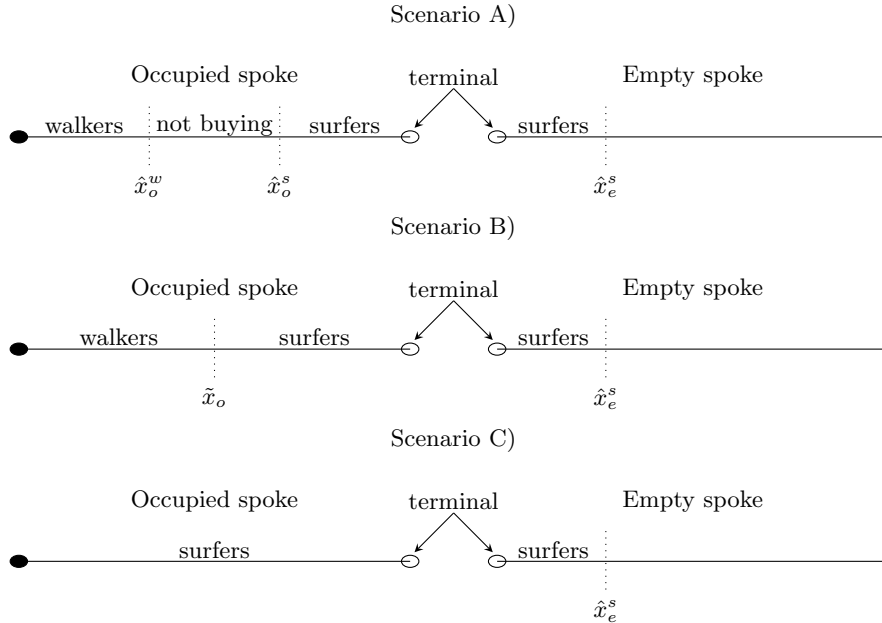 Scenario A)
Occupied spoke terminal Empty spoke
walkers not buying surfers surfers
x̂_o^w x̂_o^s x̂_e^s
Scenario B)
Occupied spoke terminal Empty spoke
walkers surfers surfers
x̃_o x̂_e^s
Scenario C)
Occupied spoke terminal Empty spoke
surfers surfers
x̂_e^s